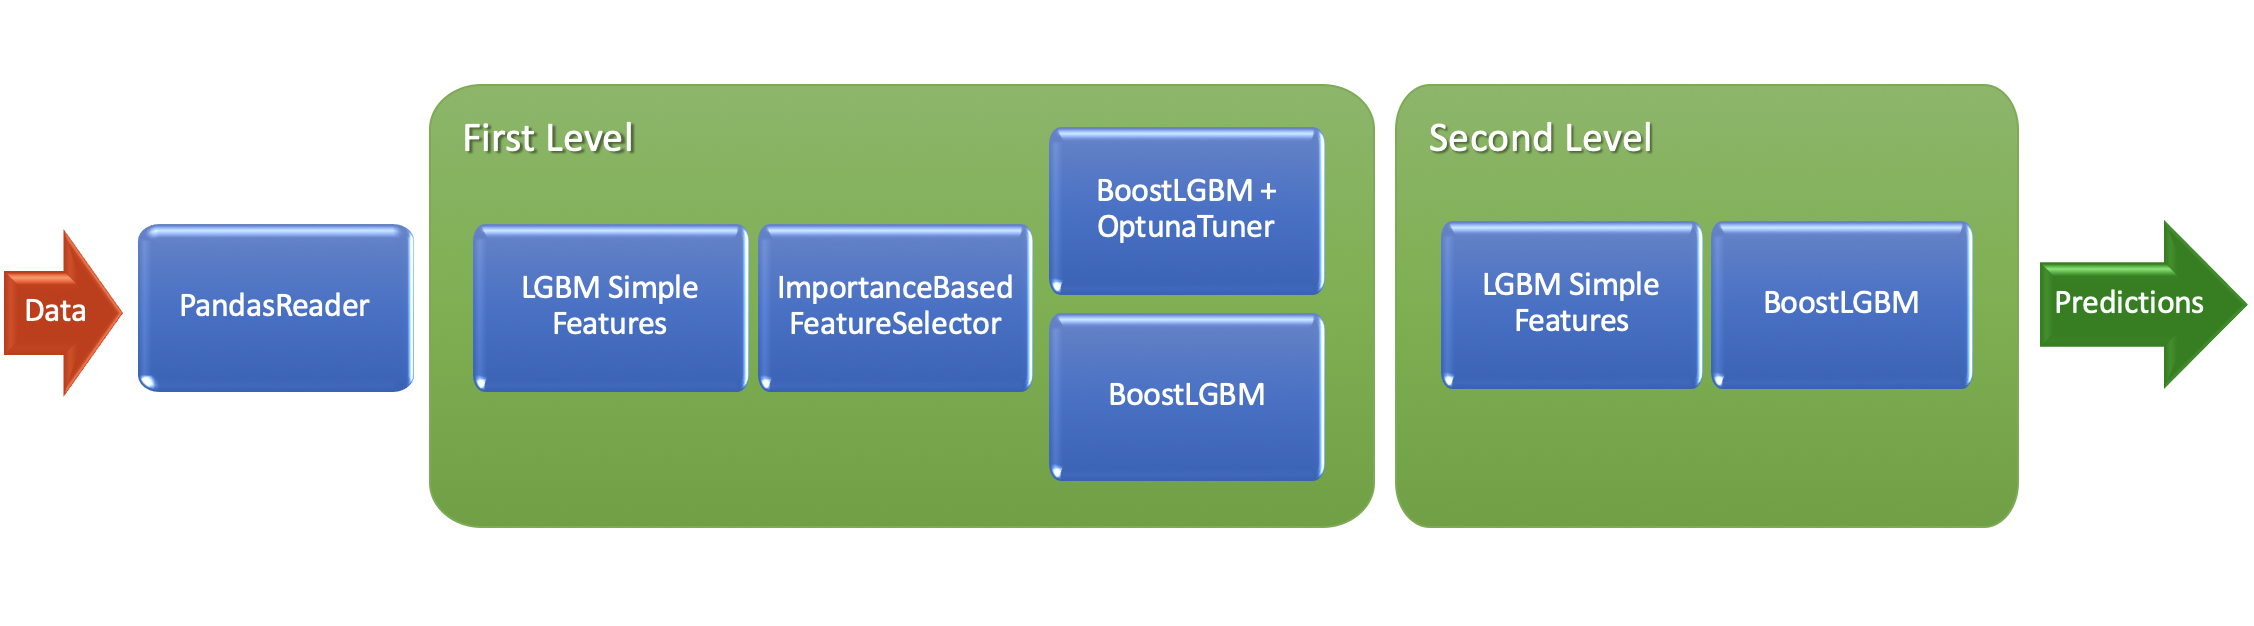 Data
PandasReader
First Level
LGBM Simple
Features
ImportanceBased
FeatureSelector
BoostLGBM +
OptunaTuner
BoostLGBM
Second Level
LGBM Simple
Features
BoostLGBM
Predictions